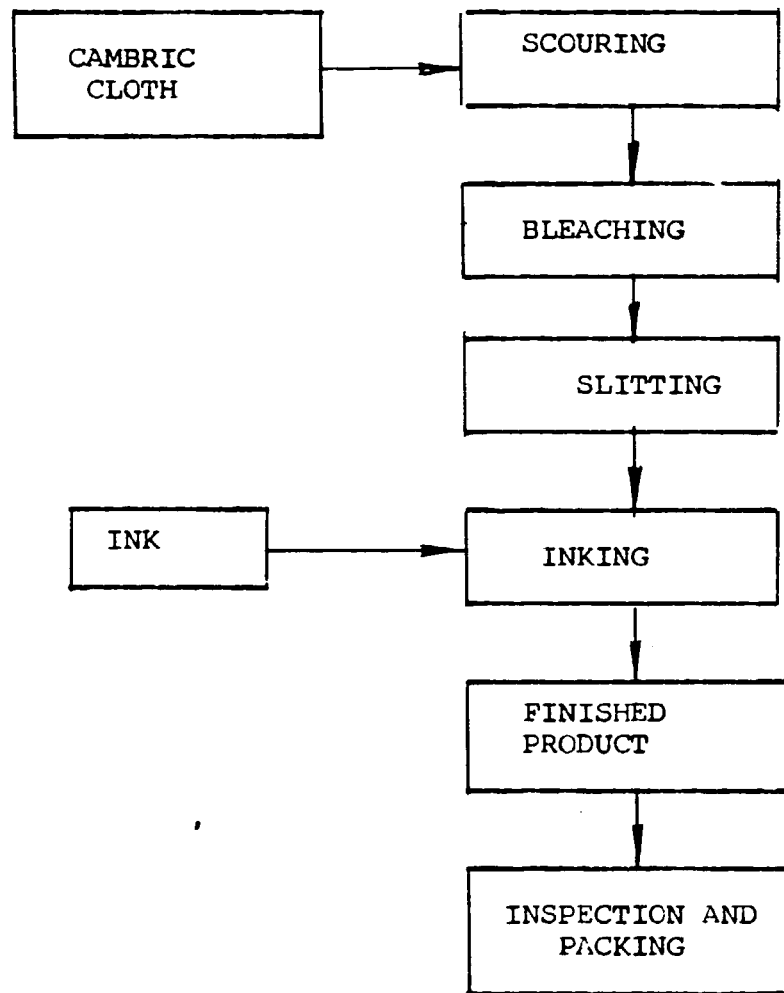 CAMBRIC
CLOTH
SCOURING
BLEACHING
SLITTING
INK
INKING
FINISHED
PRODUCT
INSPECTION AND
PACKING